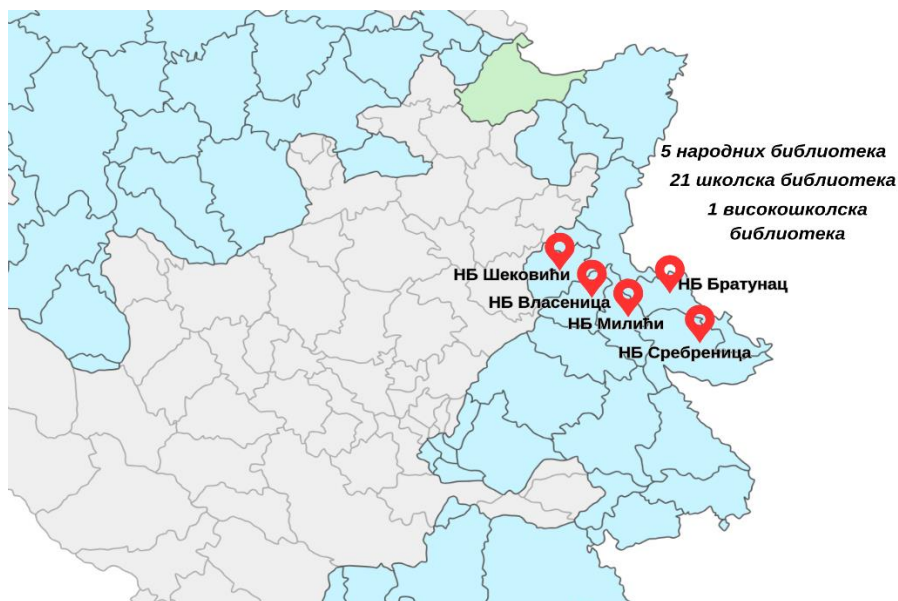 5 народних библиотека
21 школска библиотека
1 високошколска
библиотека
НБ Шековићи
НБ Братунац
НБ Власеница
НБ Милићи
НБ Сребреница